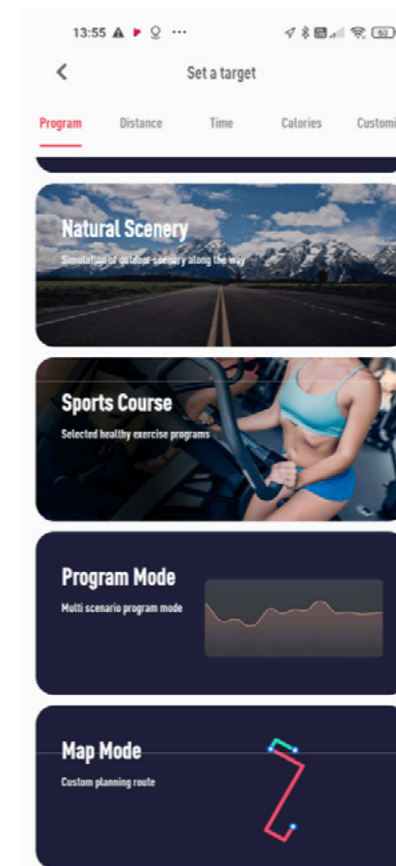 13:55
Set a target
Program Distance Time Calories Customi
Natural Scenery
Simulation of outdoor scenery along the way
Sports Course
Selected healthy exercise programs
Program Mode
Multi scenario program mode
Map Mode
Custom planning route